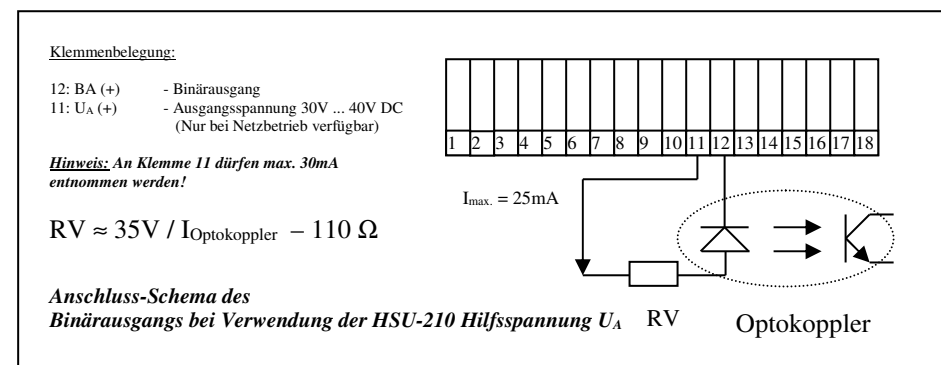 Klemmenbelegung:
12: BA (+) - Binärausgang
11: UA (+) - Ausgangsspannung 30V ... 40V DC
(Nur bei Netzbetrieb verfügbar)
Hinweis: An Klemme 11 dürfen max. 30mA
entnommen werden!
RV ≈ 35V / IOptokoppler – 110 Ω
Anschluss-Schema des
Binärausgangs bei Verwendung der HSU-210 Hilfsspannung UA
1 2 3 4 5 6 7 8 9 10 11 12 13 14 15 16 17 18
Imax. = 25mA
RV
Optokoppler